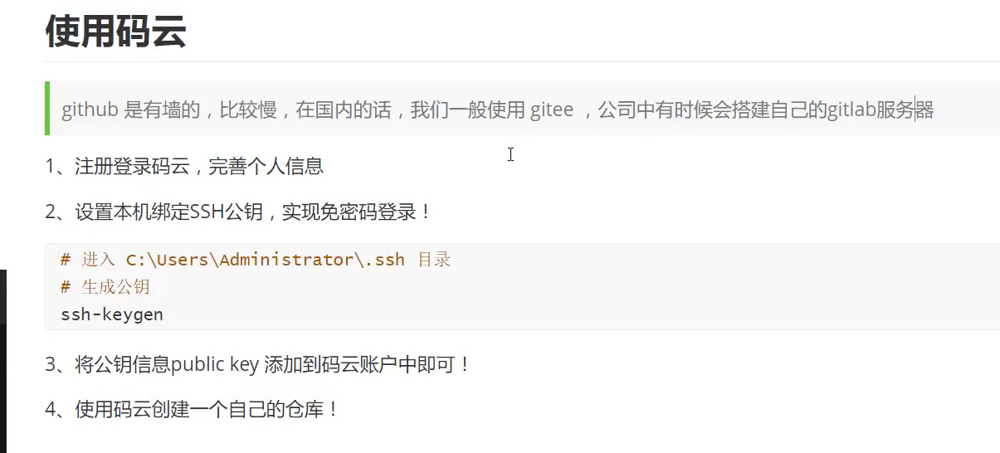 使用码云
github 是有墙的，比较慢，在国内的话，我们一般使用 gitee ，公司中有时候会搭建自己的gitlab服务器
1、注册登录码云，完善个人信息
2、设置本机绑定SSH公钥，实现免密码登录！
# 进入 C:\Users\Administrator\.ssh 目录
# 生成公钥
ssh-keygen
3、将公钥信息public key 添加到码云账户中即可！
4、使用码云创建一个自己的仓库！